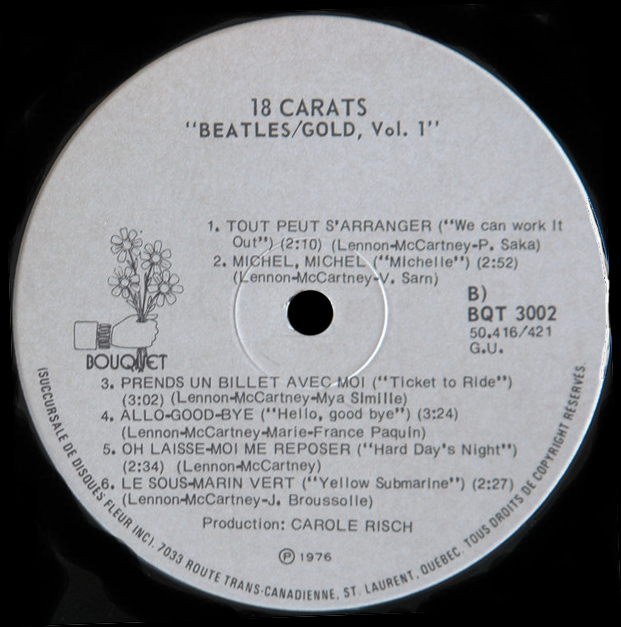 18 CARATS
"BEATLES/GOLD, Vol. 1"
1. TOUT PEUT S'ARRANGER ("We can work It
Out") (2:10) (Lennon-McCartney-P. Saka)
2. MICHEL, MICHEL ("Michelle") (2:52)
(Lennon-McCartney-V. Sarn)
B)
BQT 3002
50.416/421
G.U.
BOUQUET
3. PRENDS UN BILLET AVEC MOI ("Ticket to Ride")
(3:02) (Lennon-McCartney-Mya Simille)
4. ALLO-GOOD-BYE ("Hello, good bye") (3:24)
(Lennon-McCartney-Marie-France Paquin)
5. OH LAISSE-MOI ME REPOSER ("Hard Day's Night")
(2:34) (Lennon-McCartney)
6. LE SOUS-MARIN VERT ("Yellow Submarine") (2:27)
(Lennon-McCartney-J. Broussolle)
Production: CAROLE RISCH
℗ 1976
(SUCCURSALE DE DISQUES FLEUR INC). 7033 ROUTE TRANS-CANADIENNE, ST. LAURENT, QUÉBEC. TOUS DROITS DE COPYRIGHT RÉSERVÉS.